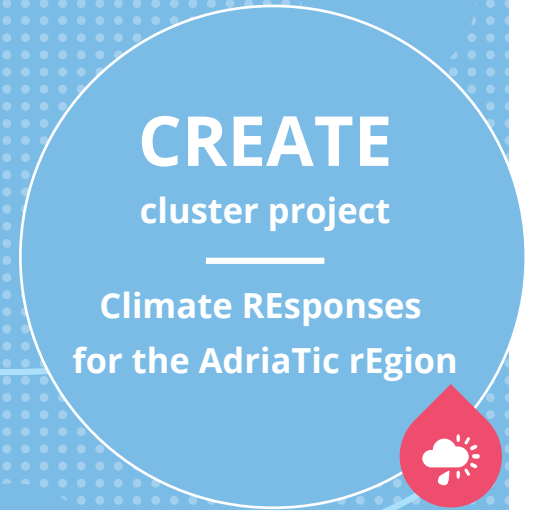 CREATE
cluster project
Climate REsponses
for the AdriaTic rEgion